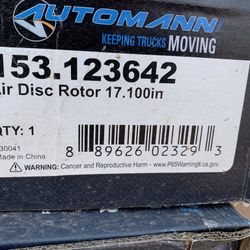 AUTOMANN
KEEPING TRUCKS MOVING
153.123642
Air Disc Rotor 17.100in
QTY: 1
30041
Made in China
8 89626 02329 3
WARNING: Cancer and Reproductive Harm - www.P65Warnings.ca.gov